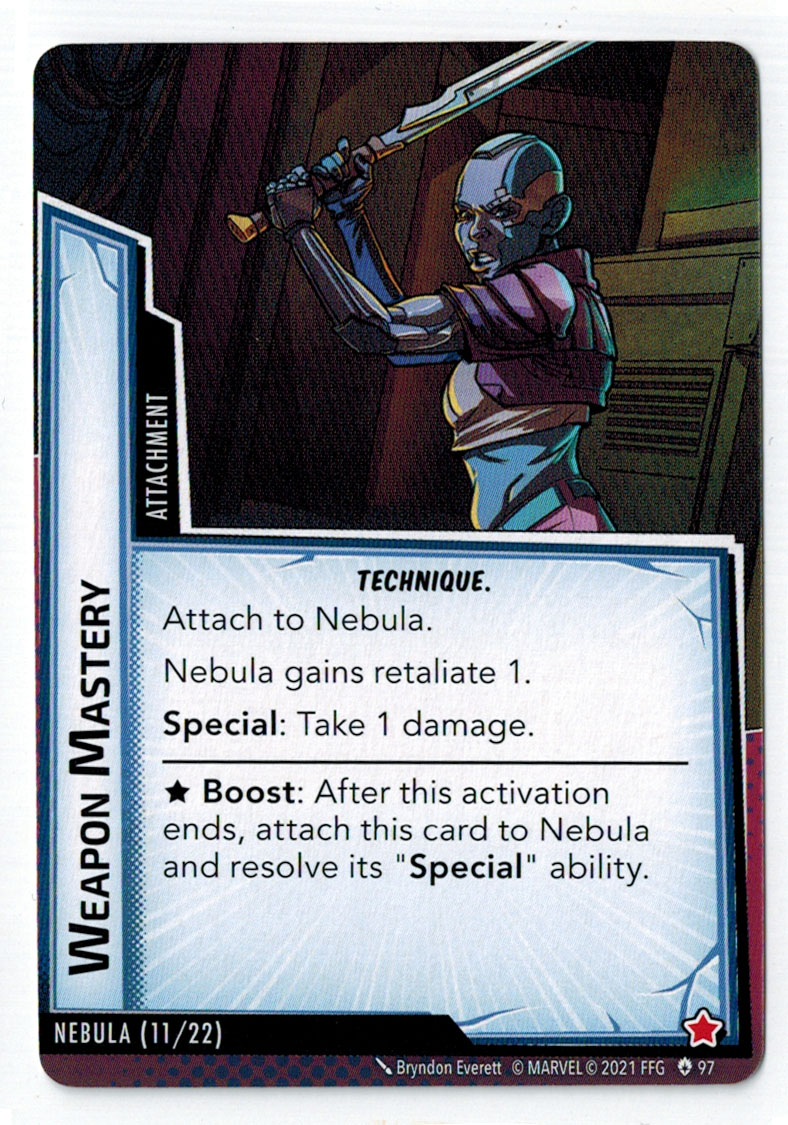 ATTACHMENT
WEAPON MASTERY
TECHNIQUE.
Attach to Nebula.
Nebula gains retaliate 1.
Special: Take 1 damage.
★ Boost: After this activation
ends, attach this card to Nebula
and resolve its "Special" ability.
NEBULA (11/22)
Bryndon Everett © MARVEL © 2021 FFG 97